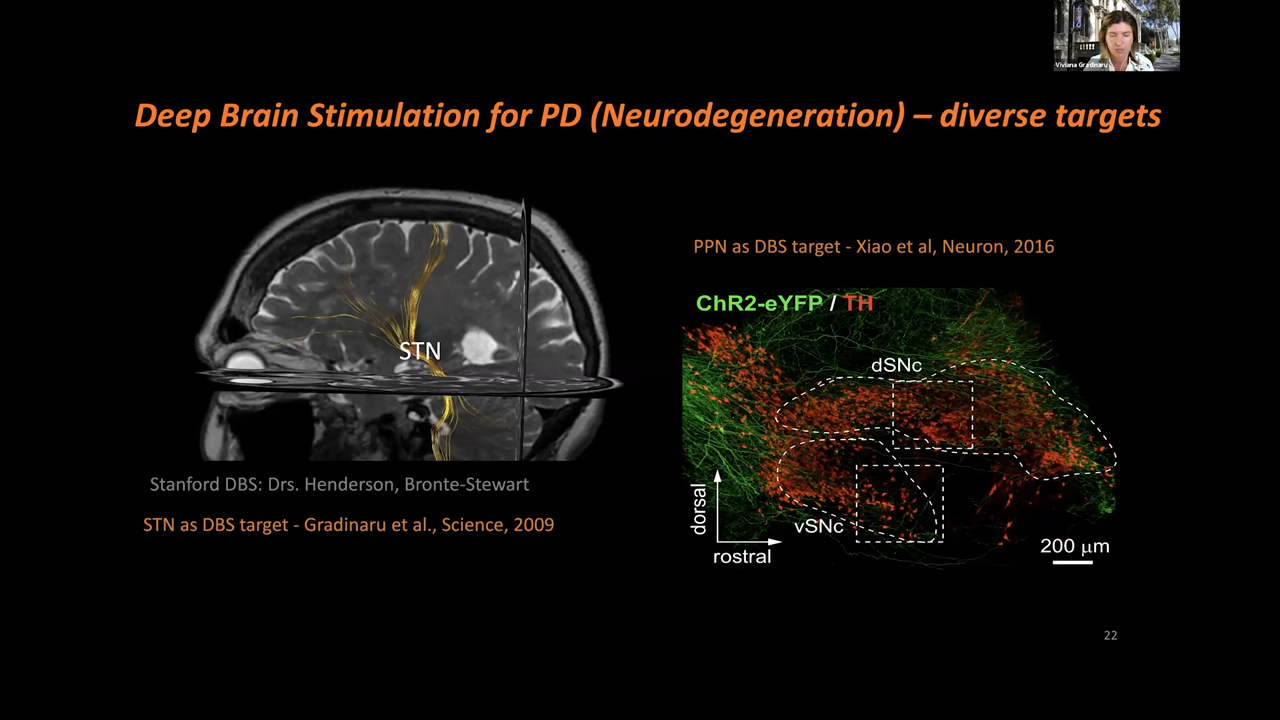 Viviana Gradinaru
Deep Brain Stimulation for PD (Neurodegeneration) – diverse targets
STN
Stanford DBS: Drs. Henderson, Bronte-Stewart
STN as DBS target - Gradinaru et al., Science, 2009
PPN as DBS target - Xiao et al, Neuron, 2016
ChR2-eYFP / TH
dSNc
vSNc
dorsal
rostral
200 μm
22